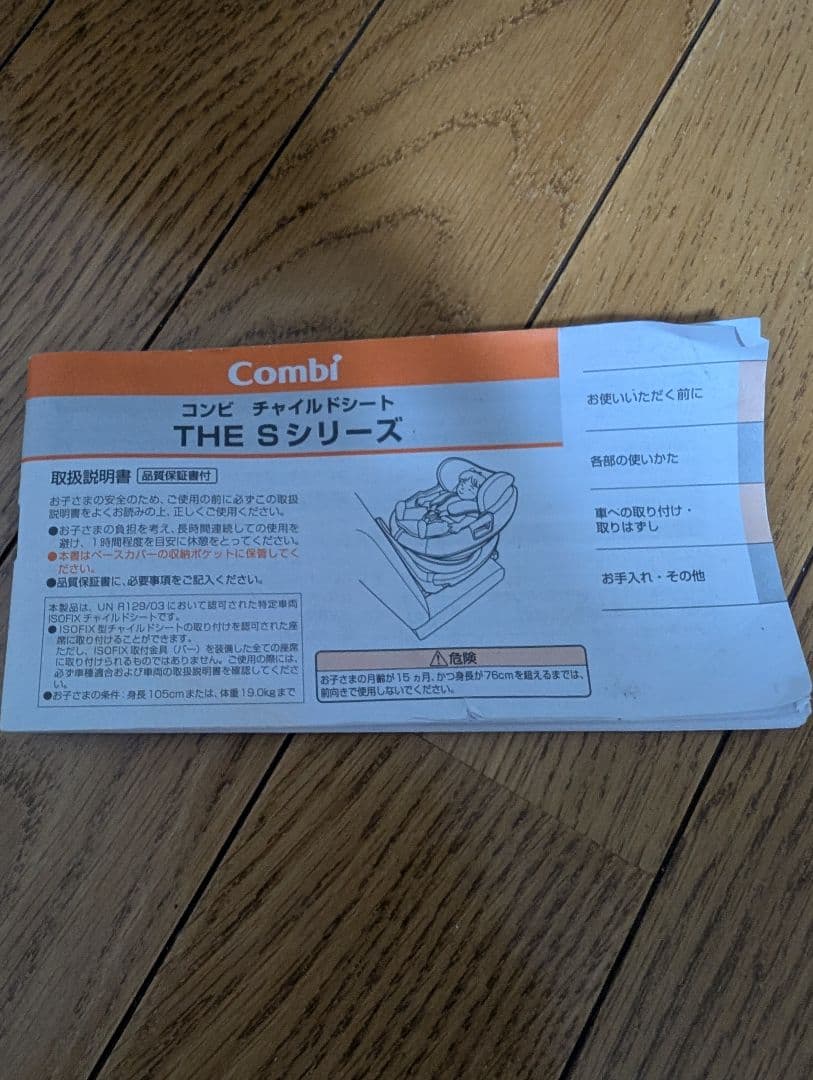 Combi
コンビ　チャイルドシート
THE Sシリーズ
取扱説明書 品質保証書付
お子さまの安全のため、ご使用の前に必ずこの取扱
説明書をよくお読みの上、正しくご使用ください。
●お子さまの負担を考え、長時間連続しての使用を
避け、1時間程度を目安に休憩をとってください。
●本書はベースカバーの収納ポケットに保管してく
ださい。
●品質保証書に、必要事項をご記入ください。
本製品は、UN R129/03において認可された特定車両
ISOFIXチャイルドシートです。
●ISOFIX型チャイルドシートの取り付けを認可された座
席に取り付けることができます。
ただし、ISOFIX取付金具（バー）を装備した全ての座席
に取り付けられるものではありません。ご使用の際には、
必ず車種適合および車両の取扱説明書を確認してくださ
い。
●お子さまの条件：身長105cmまたは、体重19.0kgまで
⚠危険
お子さまの月齢が15ヵ月、かつ身長が76cmを超えるまでは、
前向きで使用しないでください。
お使いいただく前に
各部の使いかた
車への取り付け・
取りはずし
お手入れ・その他